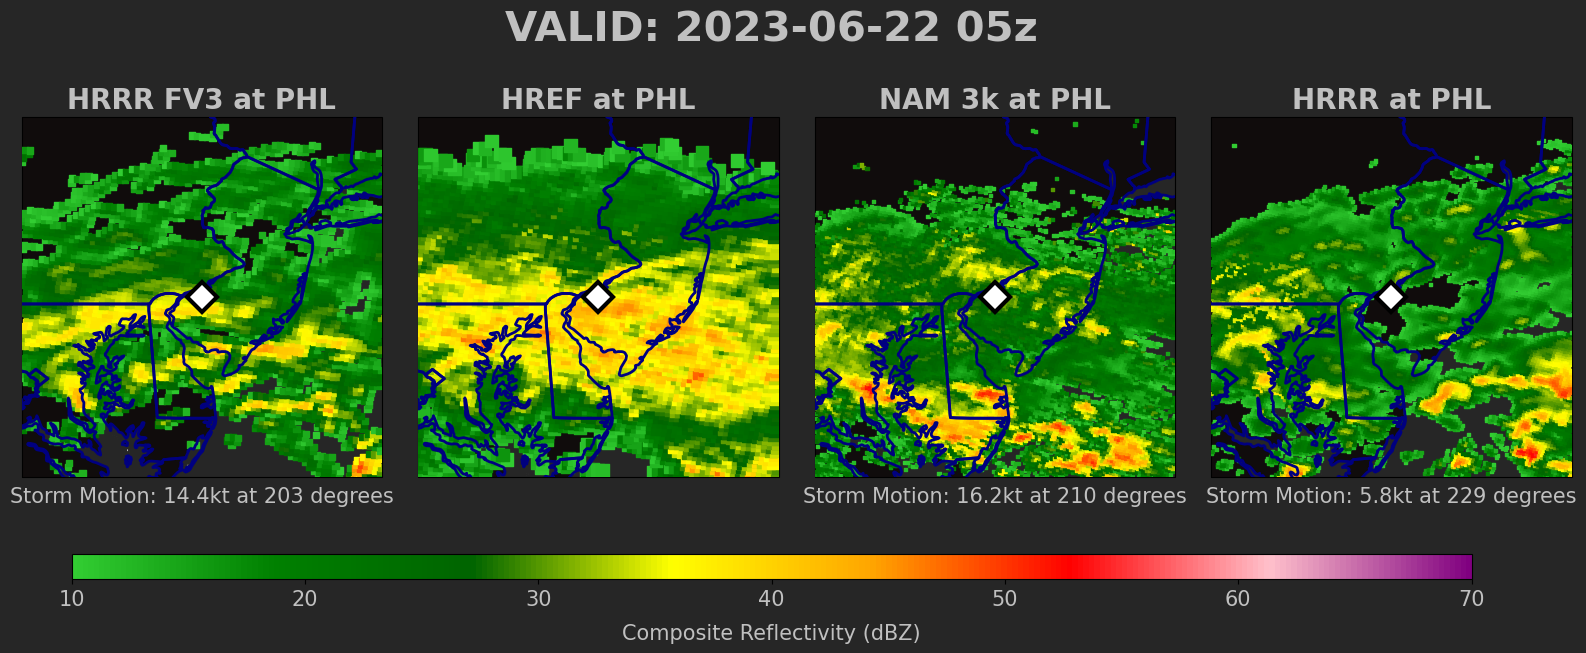 VALID: 2023-06-22 05z
HRRR FV3 at PHL
HREF at PHL
NAM 3k at PHL
HRRR at PHL
Storm Motion: 14.4kt at 203 degrees
Storm Motion: 16.2kt at 210 degrees
Storm Motion: 5.8kt at 229 degrees
10 20 30 40 50 60 70
Composite Reflectivity (dBZ)